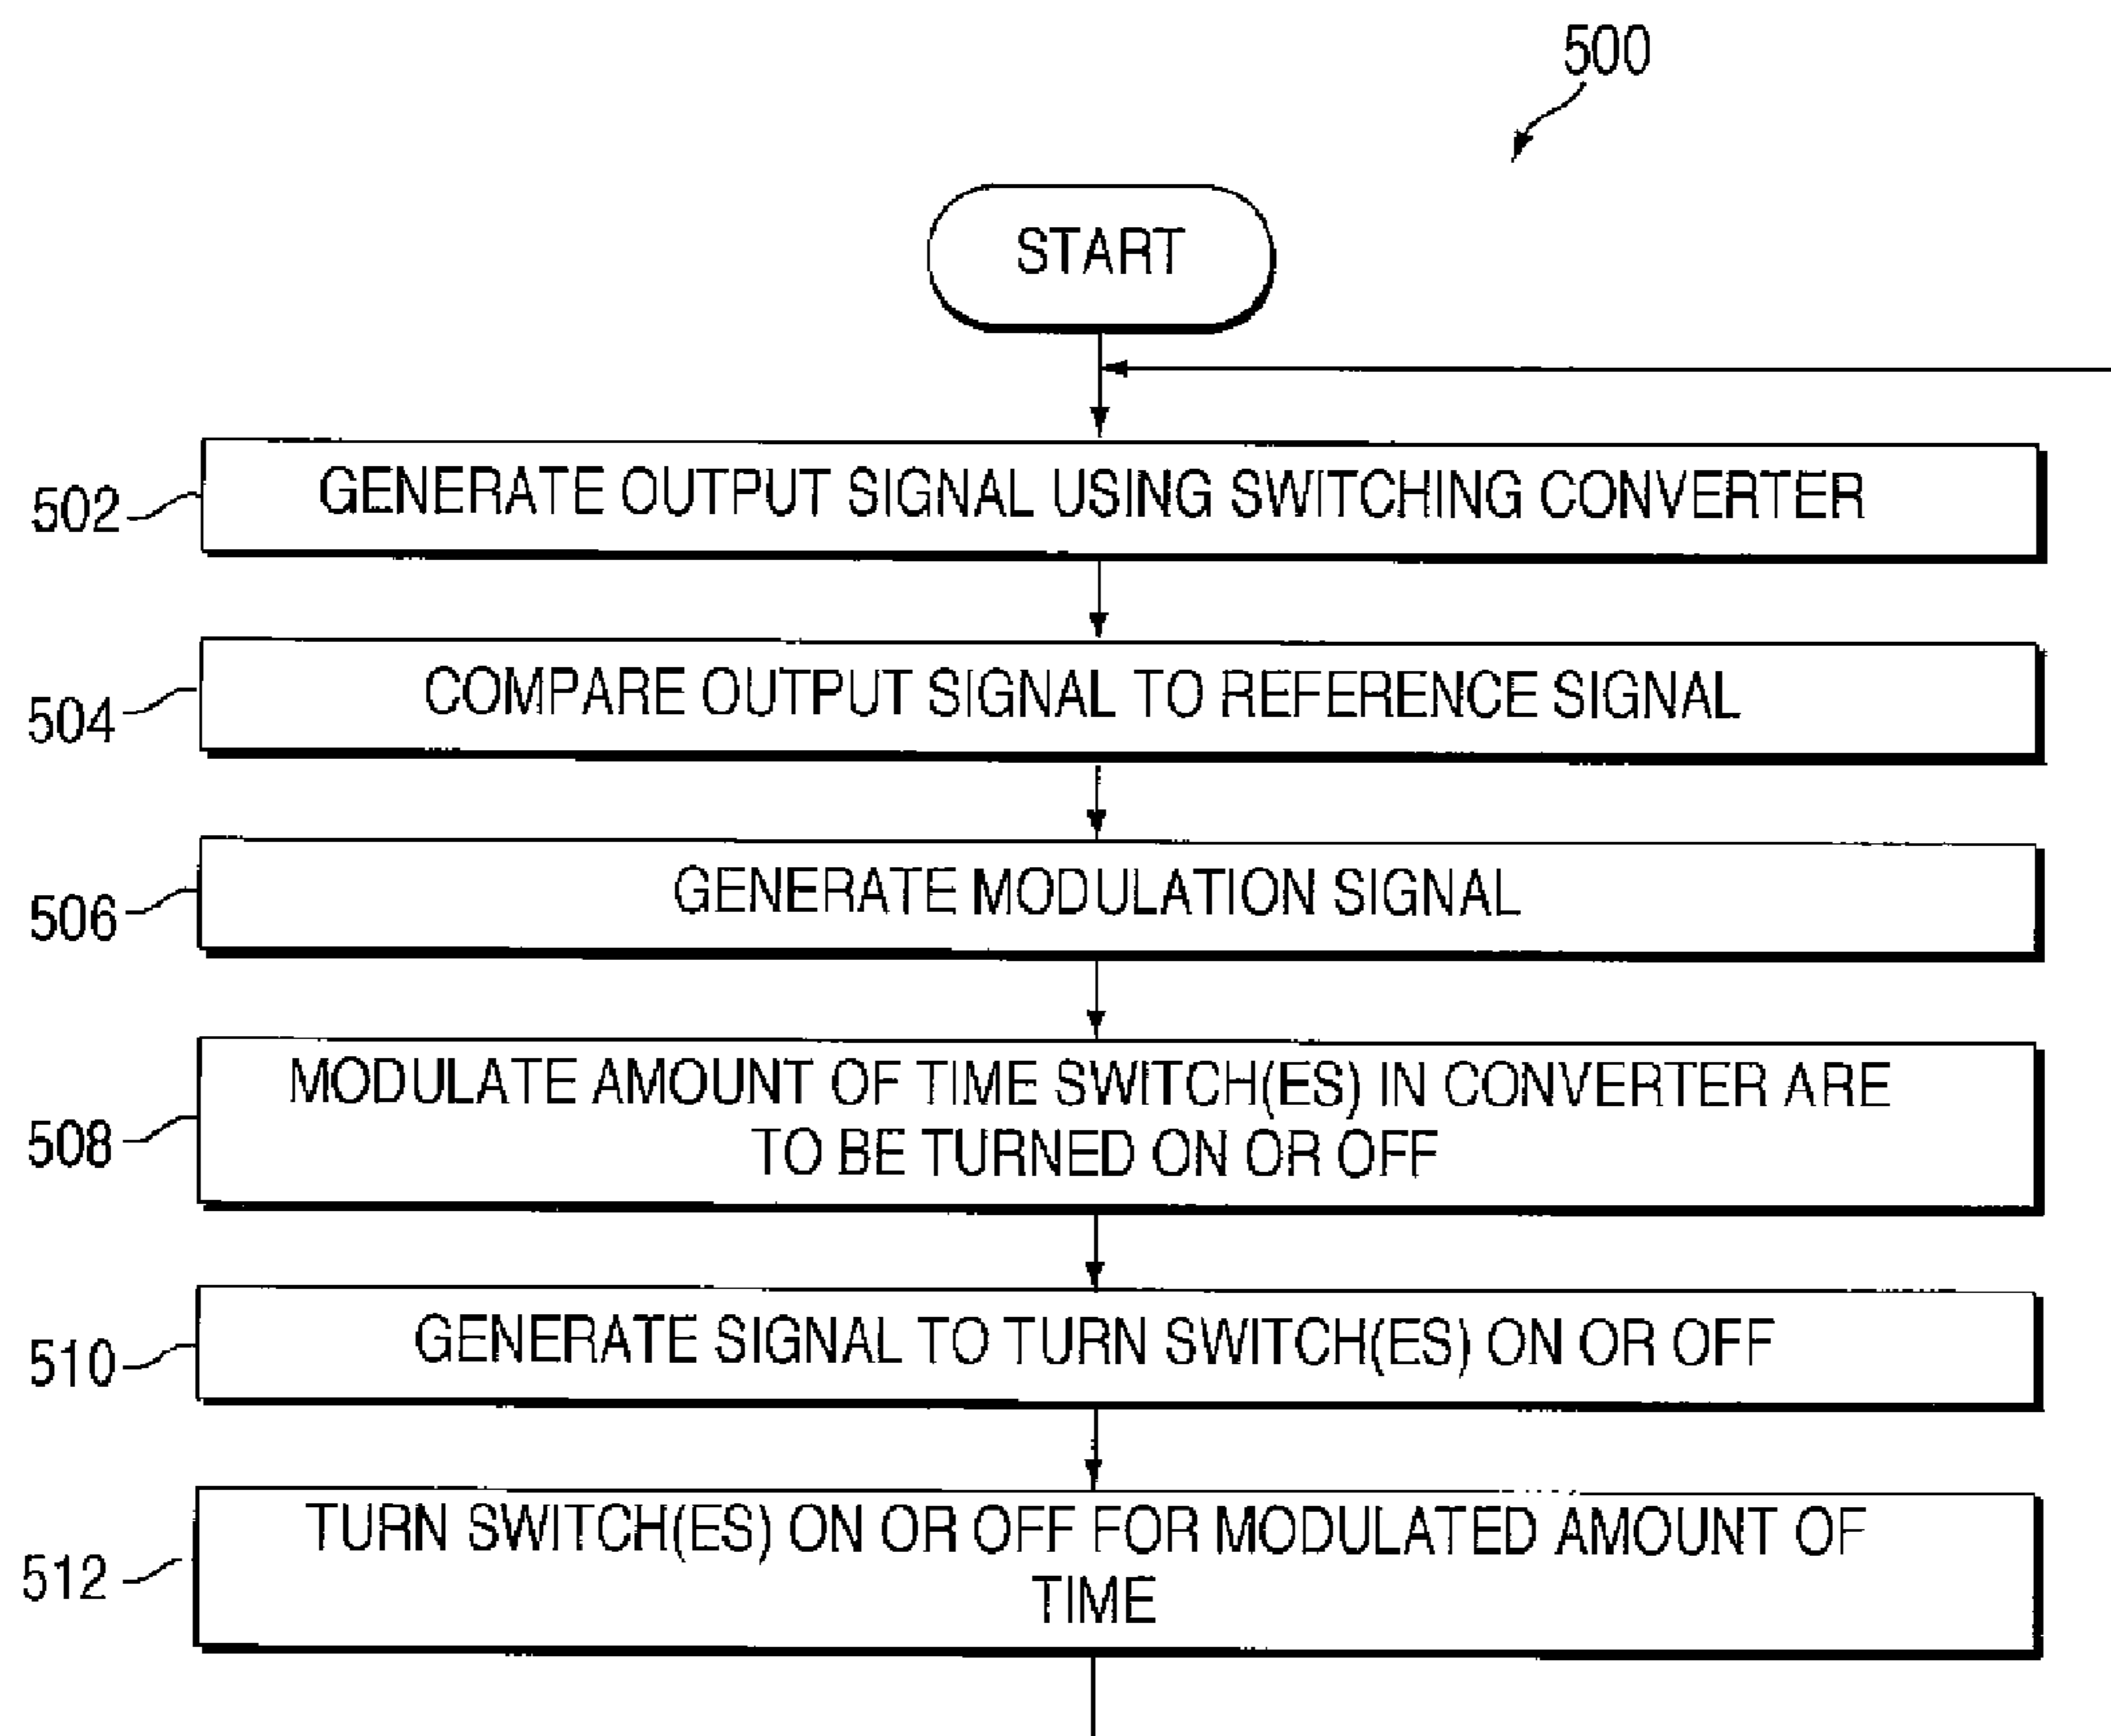 500
START
502
GENERATE OUTPUT SIGNAL USING SWITCHING CONVERTER
504
COMPARE OUTPUT SIGNAL TO REFERENCE SIGNAL
506
GENERATE MODULATION SIGNAL
508
MODULATE AMOUNT OF TIME SWITCH(ES) IN CONVERTER ARE
TO BE TURNED ON OR OFF
510
GENERATE SIGNAL TO TURN SWITCH(ES) ON OR OFF
512
TURN SWITCH(ES) ON OR OFF FOR MODULATED AMOUNT OF
TIME